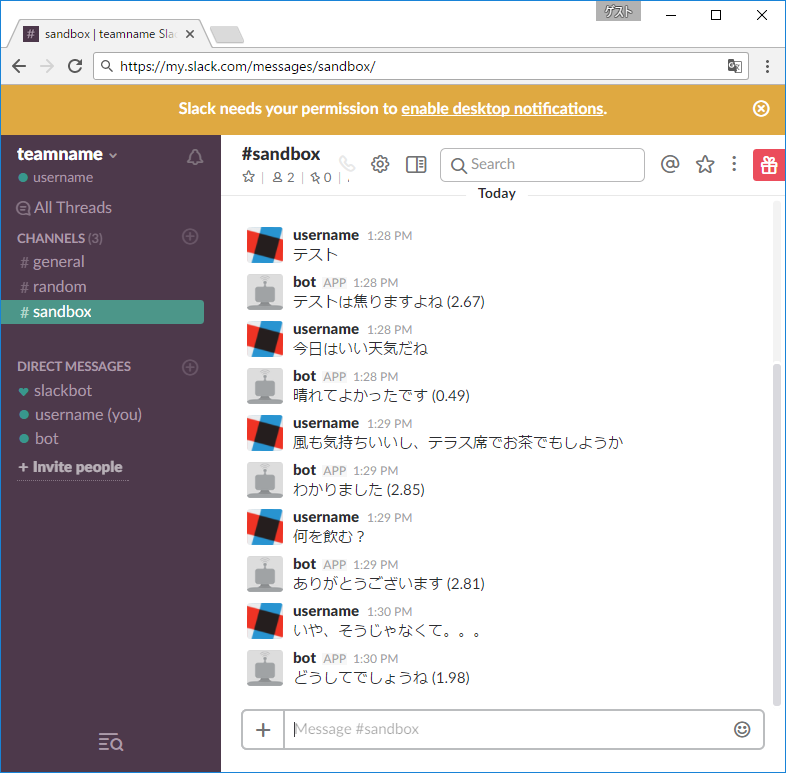 ゲスト
sandbox | teamname Sla
https://my.slack.com/messages/sandbox/
Slack needs your permission to enable desktop notifications.
teamname
username
All Threads
CHANNELS (3)
# general
# random
# sandbox
DIRECT MESSAGES
slackbot
username (you)
bot
+ Invite people
#sandbox
2
0
Search
Today
username 1:28 PM
テスト
bot APP 1:28 PM
テストは焦りますよね (2.67)
username 1:28 PM
今日はいい天気だね
bot APP 1:28 PM
晴れてよかったです (0.49)
username 1:29 PM
風も気持ちいいし、テラス席でお茶でもしようか
bot APP 1:29 PM
わかりました (2.85)
username 1:29 PM
何を飲む？
bot APP 1:29 PM
ありがとうございます (2.81)
username 1:30 PM
いや、そうじゃなくて。。。
bot APP 1:30 PM
どうしてでしょうね (1.98)
Message #sandbox